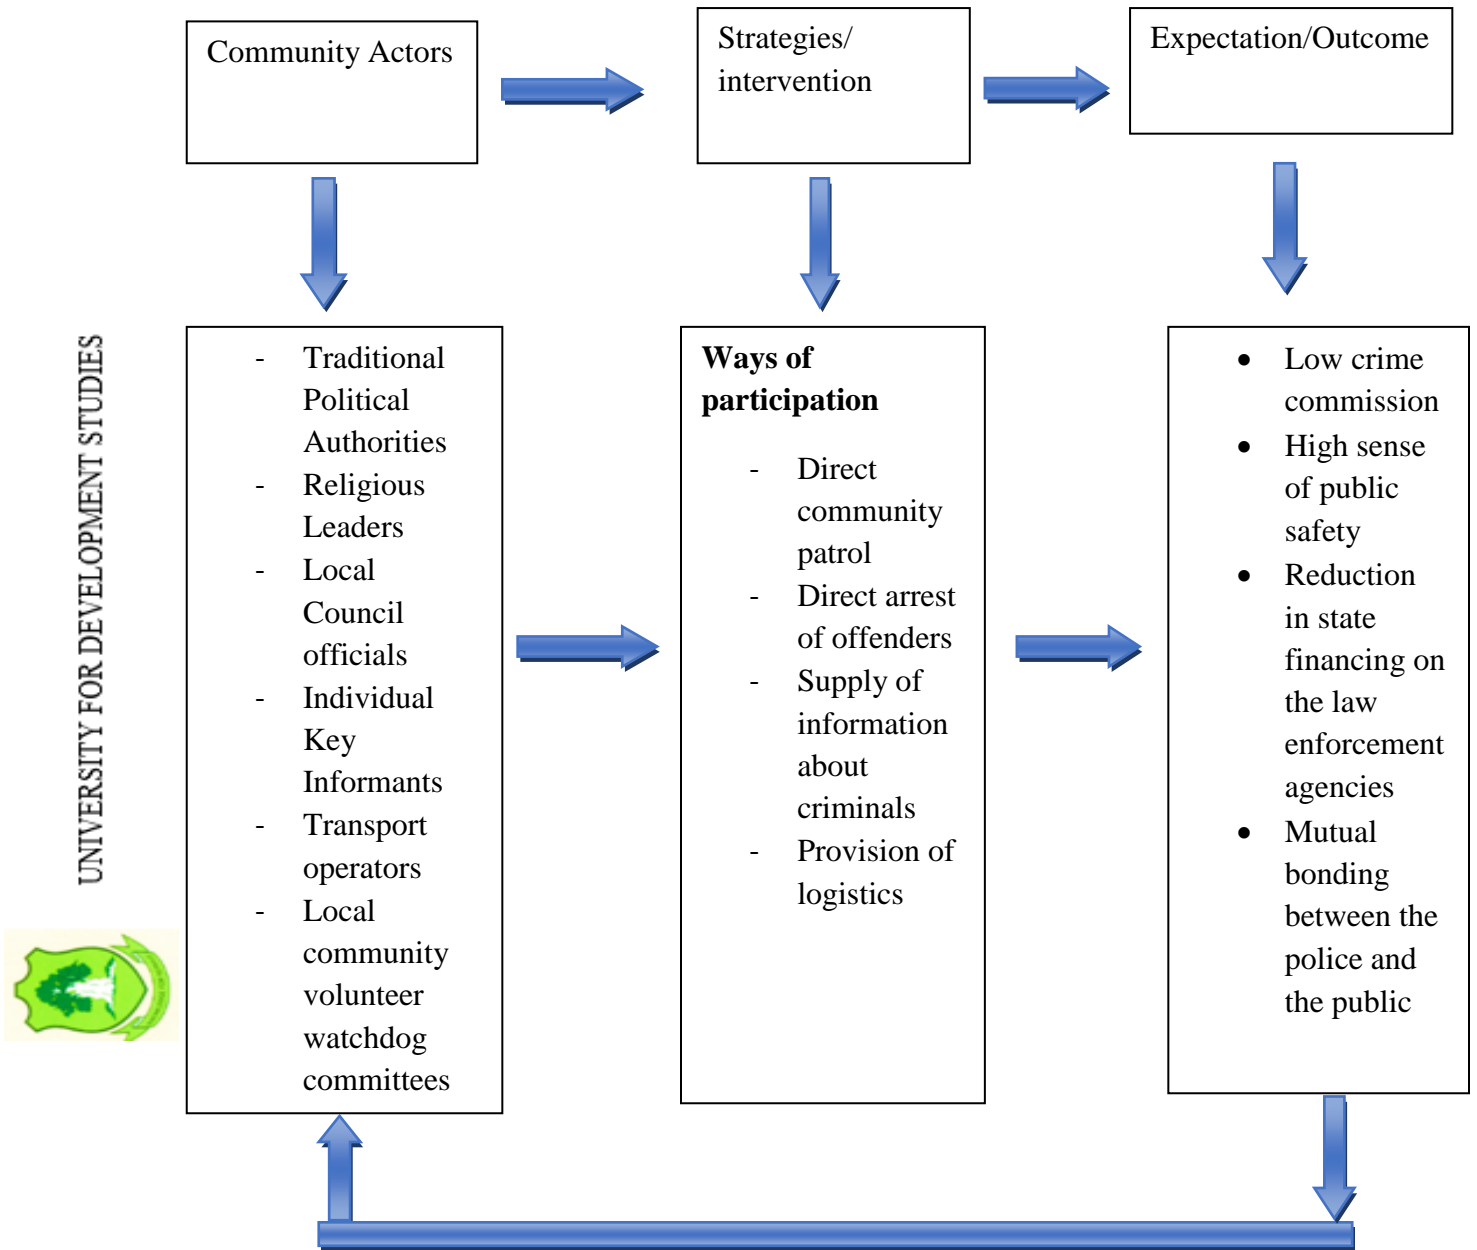 Community Actors
Strategies/
intervention
Expectation/Outcome
UNIVERSITY FOR DEVELOPMENT STUDIES
- Traditional
Political
Authorities
- Religious
Leaders
- Local
Council
officials
- Individual
Key
Informants
- Transport
operators
- Local
community
volunteer
watchdog
committees
Ways of
participation
- Direct
community
patrol
- Direct arrest
of offenders
- Supply of
information
about
criminals
- Provision of
logistics
• Low crime
commission
• High sense
of public
safety
• Reduction
in state
financing on
the law
enforcement
agencies
• Mutual
bonding
between the
police and
the public